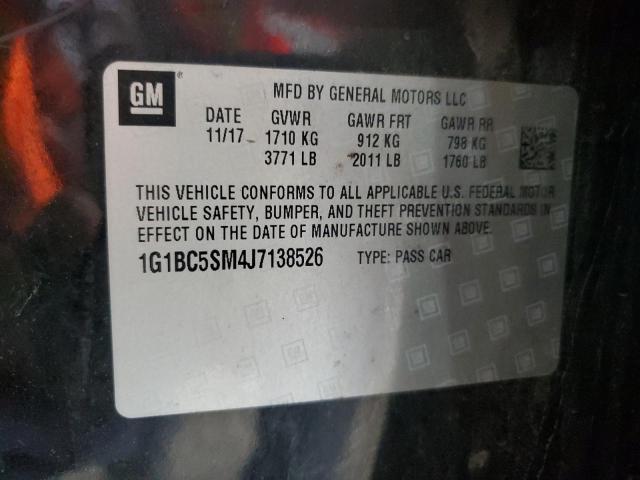 GM®
MFD BY GENERAL MOTORS LLC
DATE GVWR GAWR FRT GAWR RR
11/17 1710 KG 912 KG 798 KG
3771 LB 2011 LB 1760 LB
THIS VEHICLE CONFORMS TO ALL APPLICABLE U.S. FEDERAL MOTOR
VEHICLE SAFETY, BUMPER, AND THEFT PREVENTION STANDARDS IN
EFFECT ON THE DATE OF MANUFACTURE SHOWN ABOVE.
1G1BC5SM4J7138526 TYPE: PASS CAR